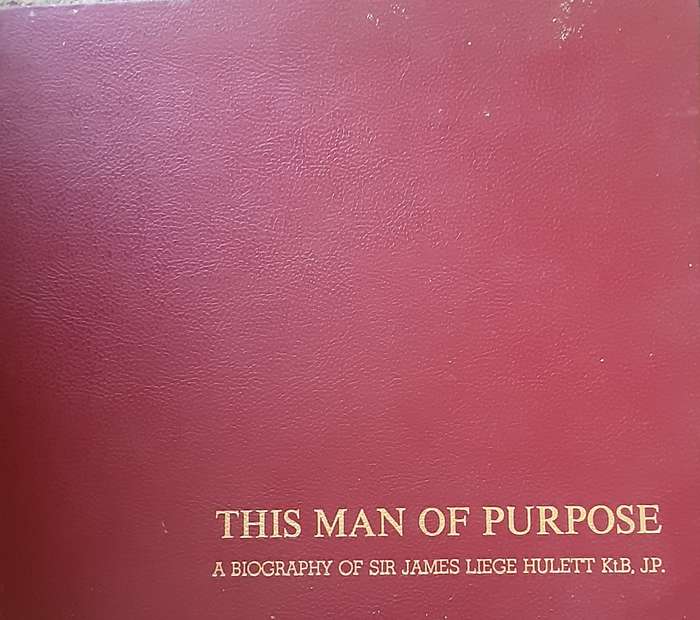 THIS MAN OF PURPOSE
A BIOGRAPHY OF SIR JAMES LIEGE HULETT KtB, J.P.